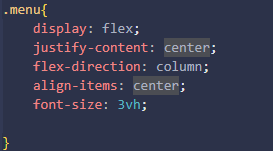 .menu{
display: flex;
justify-content: center;
flex-direction: column;
align-items: center;
font-size: 3vh;
}